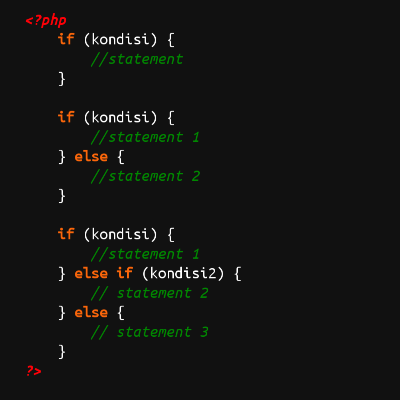 <?php
if (kondisi) {
//statement
}
if (kondisi) {
//statement 1
} else {
//statement 2
}
if (kondisi) {
//statement 1
} else if (kondisi2) {
// statement 2
} else {
// statement 3
}
?>